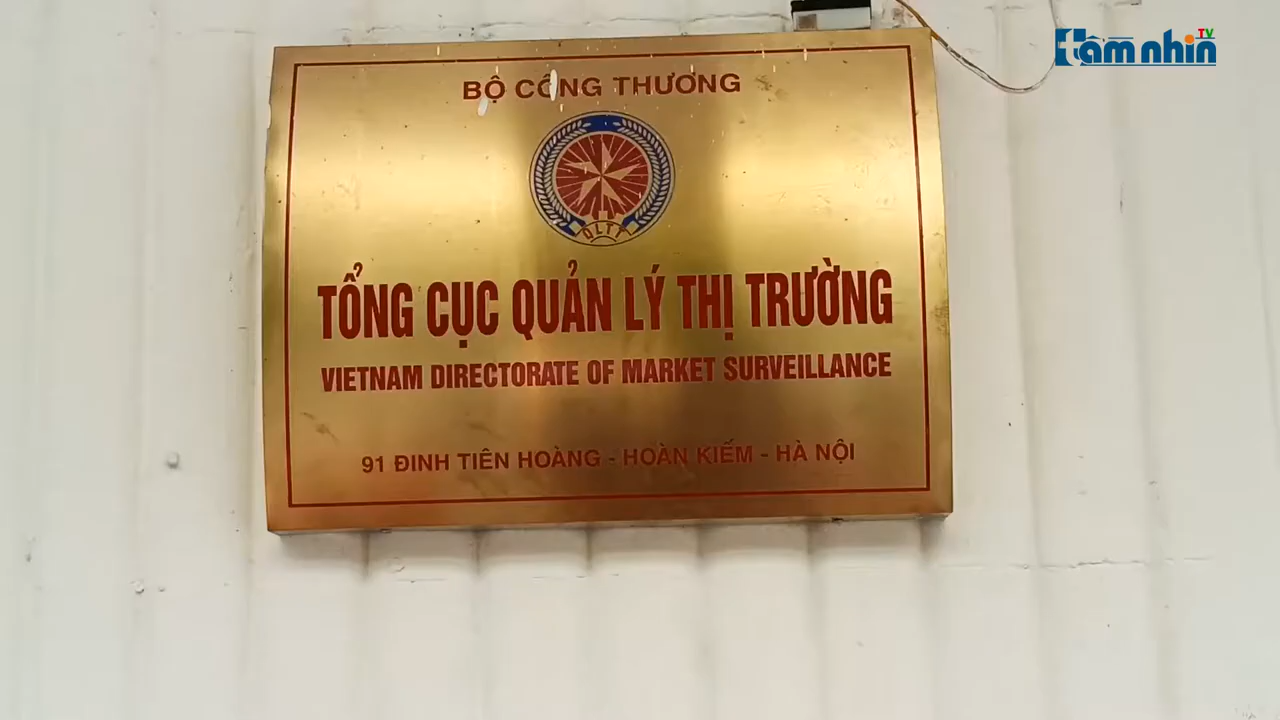 BỘ CÔNG THƯƠNG
QLTT
TỔNG CỤC QUẢN LÝ THỊ TRƯỜNG
VIETNAM DIRECTORATE OF MARKET SURVEILLANCE
91 ĐINH TIÊN HOÀNG - HOÀN KIẾM - HÀ NỘI
tầm nhìn TV